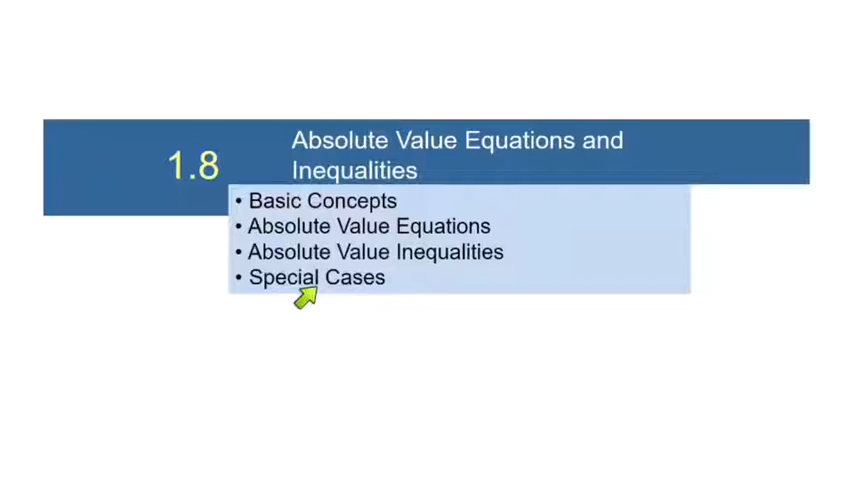 1.8
Absolute Value Equations and
Inequalities
• Basic Concepts
• Absolute Value Equations
• Absolute Value Inequalities
• Special Cases